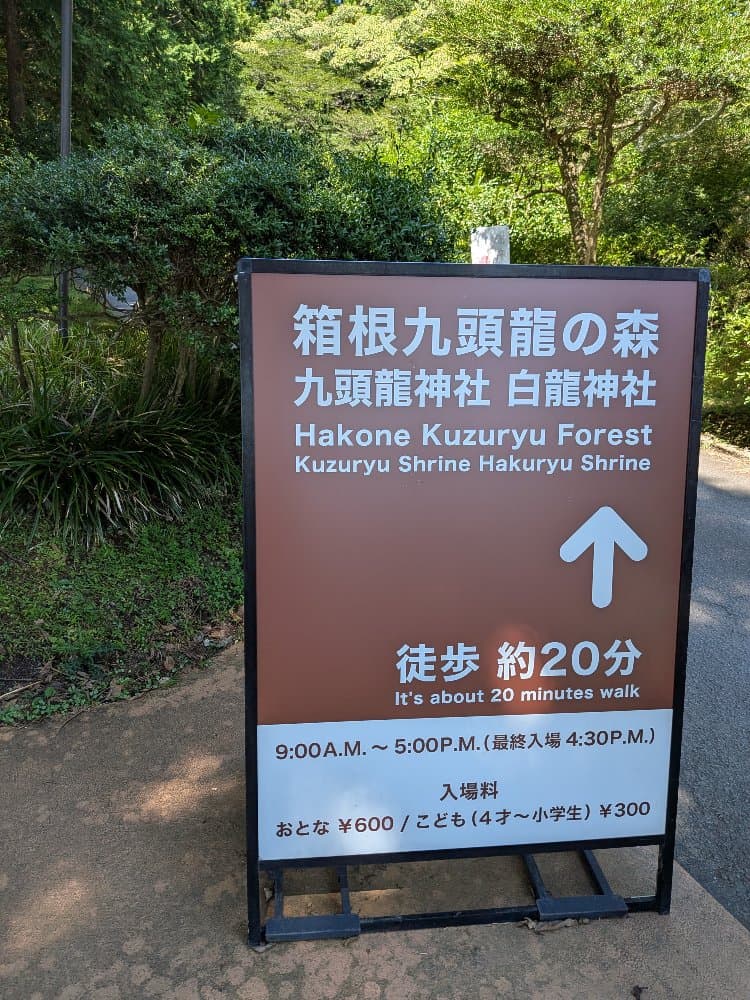 箱根九頭龍の森
九頭龍神社 白龍神社
Hakone Kuzuryu Forest
Kuzuryu Shrine Hakuryu Shrine
徒歩 約20分
It's about 20 minutes walk
9:00A.M.～5:00P.M.（最終入場 4:30P.M.）
入場料
おとな ¥600 / こども（4才～小学生）¥300